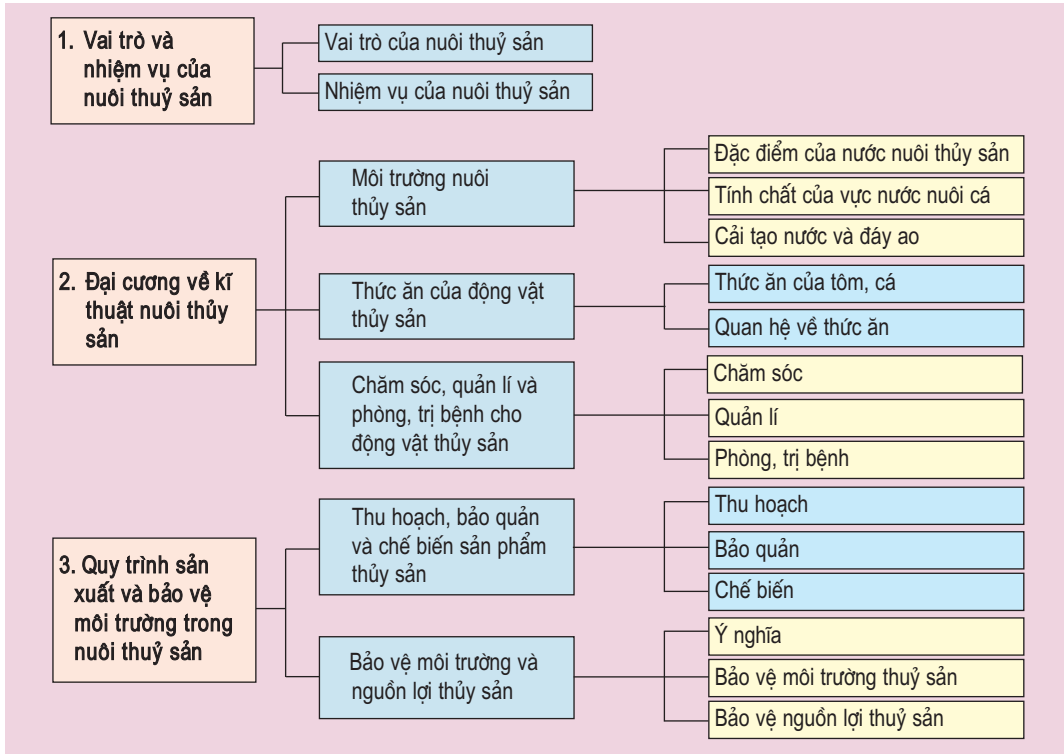 1. Vai trò và
nhiệm vụ của
nuôi thuỷ sản
Vai trò của nuôi thuỷ sản
Nhiệm vụ của nuôi thuỷ sản
2. Đại cương về kĩ
thuật nuôi thủy
sản
Môi trường nuôi
thủy sản
Đặc điểm của nước nuôi thủy sản
Tính chất của vực nước nuôi cá
Cải tạo nước và đáy ao
Thức ăn của động vật
thủy sản
Thức ăn của tôm, cá
Quan hệ về thức ăn
Chăm sóc, quản lí và
phòng, trị bệnh cho
động vật thủy sản
Chăm sóc
Quản lí
Phòng, trị bệnh
3. Quy trình sản
xuất và bảo vệ
môi trường trong
nuôi thuỷ sản
Thu hoạch, bảo quản
và chế biến sản phẩm
thủy sản
Thu hoạch
Bảo quản
Chế biến
Bảo vệ môi trường và
nguồn lợi thủy sản
Ý nghĩa
Bảo vệ môi trường thuỷ sản
Bảo vệ nguồn lợi thuỷ sản